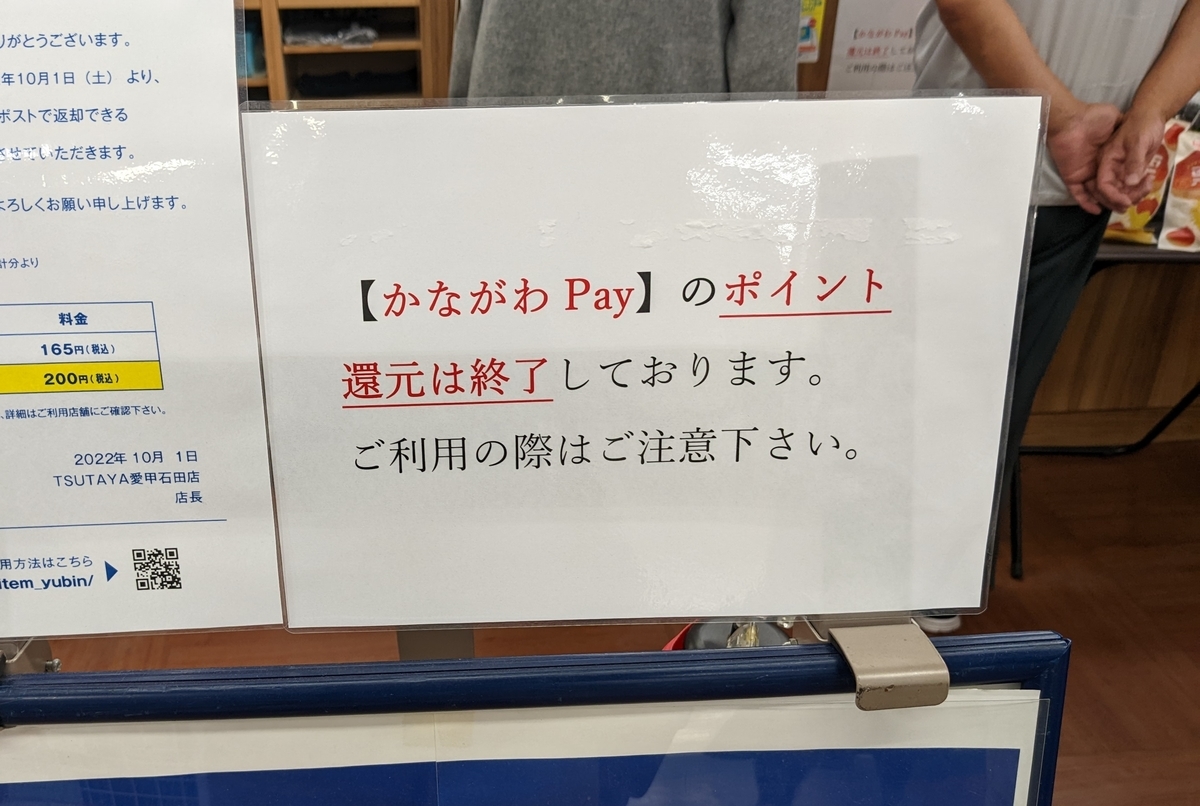 りがとうございます。
年10月1日（土）より、
ポストで返却できる
させていただきます。
よろしくお願い申し上げます。
計分より
料金
165円(税込)
200円(税込)
、詳細はご利用店舗にご確認下さい。
2022年 10月 1日
TSUTAYA愛甲石田店
店長
用方法はこちら
item_yubin/
【かながわ Pay】のポイント
還元は終了しております。
ご利用の際はご注意下さい。
【かながわ Pay】
還元は終了してお
ご利用の際はご注